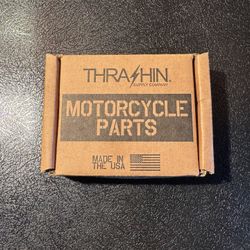 THRASHIN
SUPPLY COMPANY
MOTORCYCLE
PARTS
MADE IN
THE USA